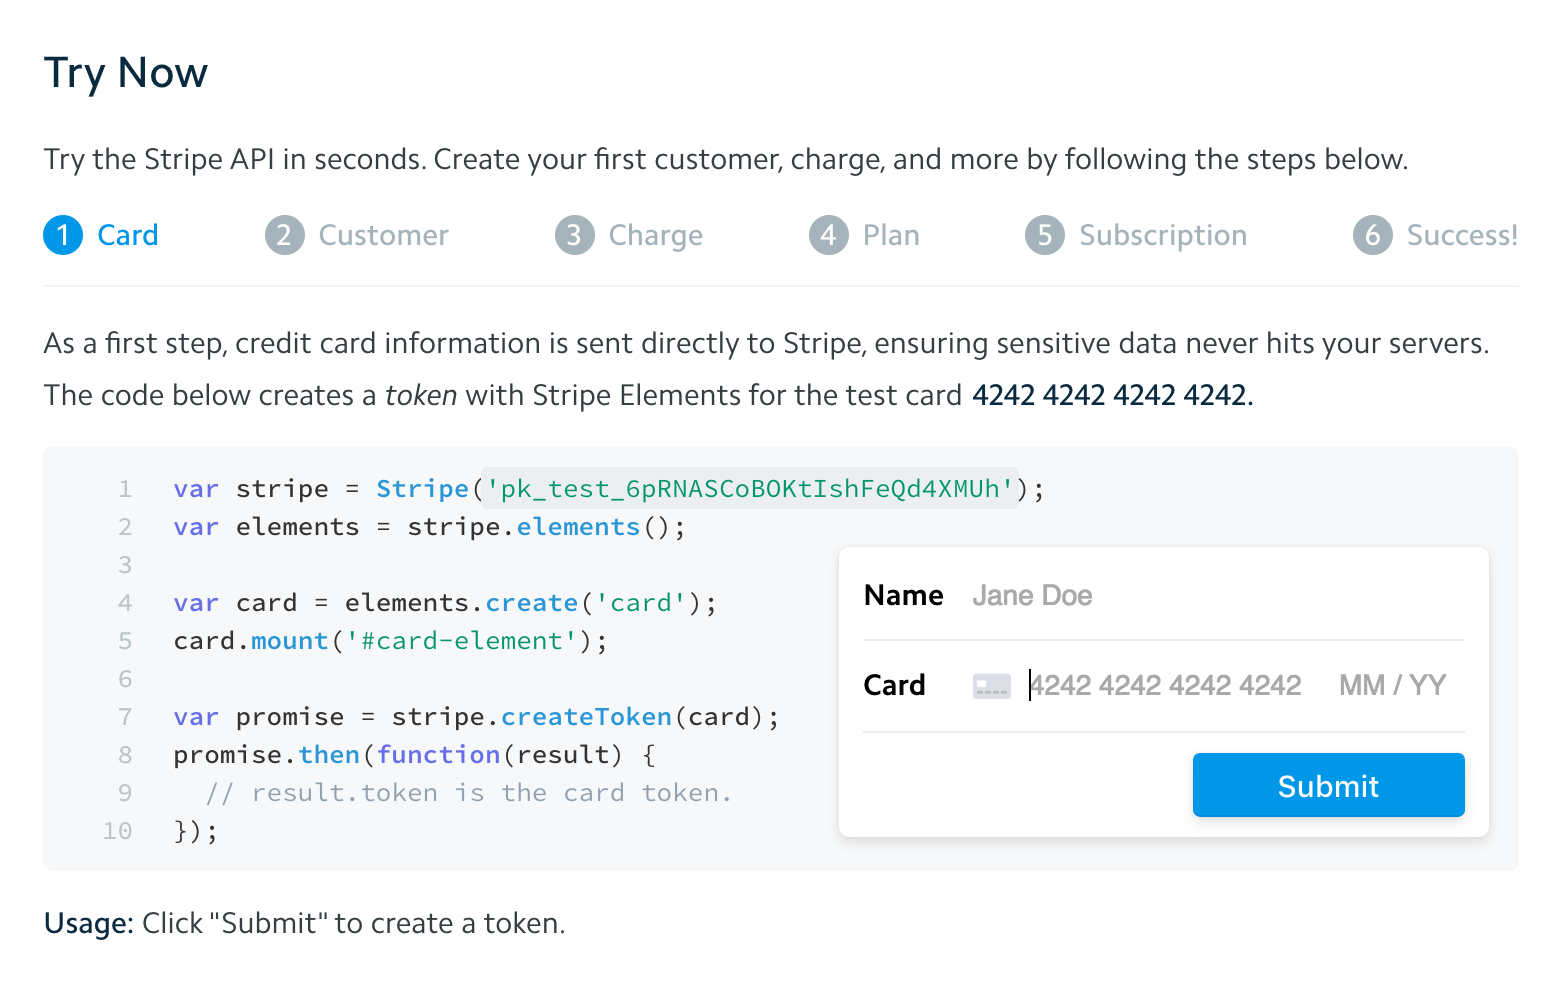 Try Now
Try the Stripe API in seconds. Create your first customer, charge, and more by following the steps below.
1 Card 2 Customer 3 Charge 4 Plan 5 Subscription 6 Success!
As a first step, credit card information is sent directly to Stripe, ensuring sensitive data never hits your servers.
The code below creates a token with Stripe Elements for the test card 4242 4242 4242 4242.
1 var stripe = Stripe('pk_test_6pRNASCoBOKtIshFeQd4XMUh');
2 var elements = stripe.elements();
3
4 var card = elements.create('card');
5 card.mount('#card-element');
6
7 var promise = stripe.createToken(card);
8 promise.then(function(result) {
9 // result.token is the card token.
10 });
Name Jane Doe
Card 4242 4242 4242 4242 MM / YY
Submit
Usage: Click "Submit" to create a token.